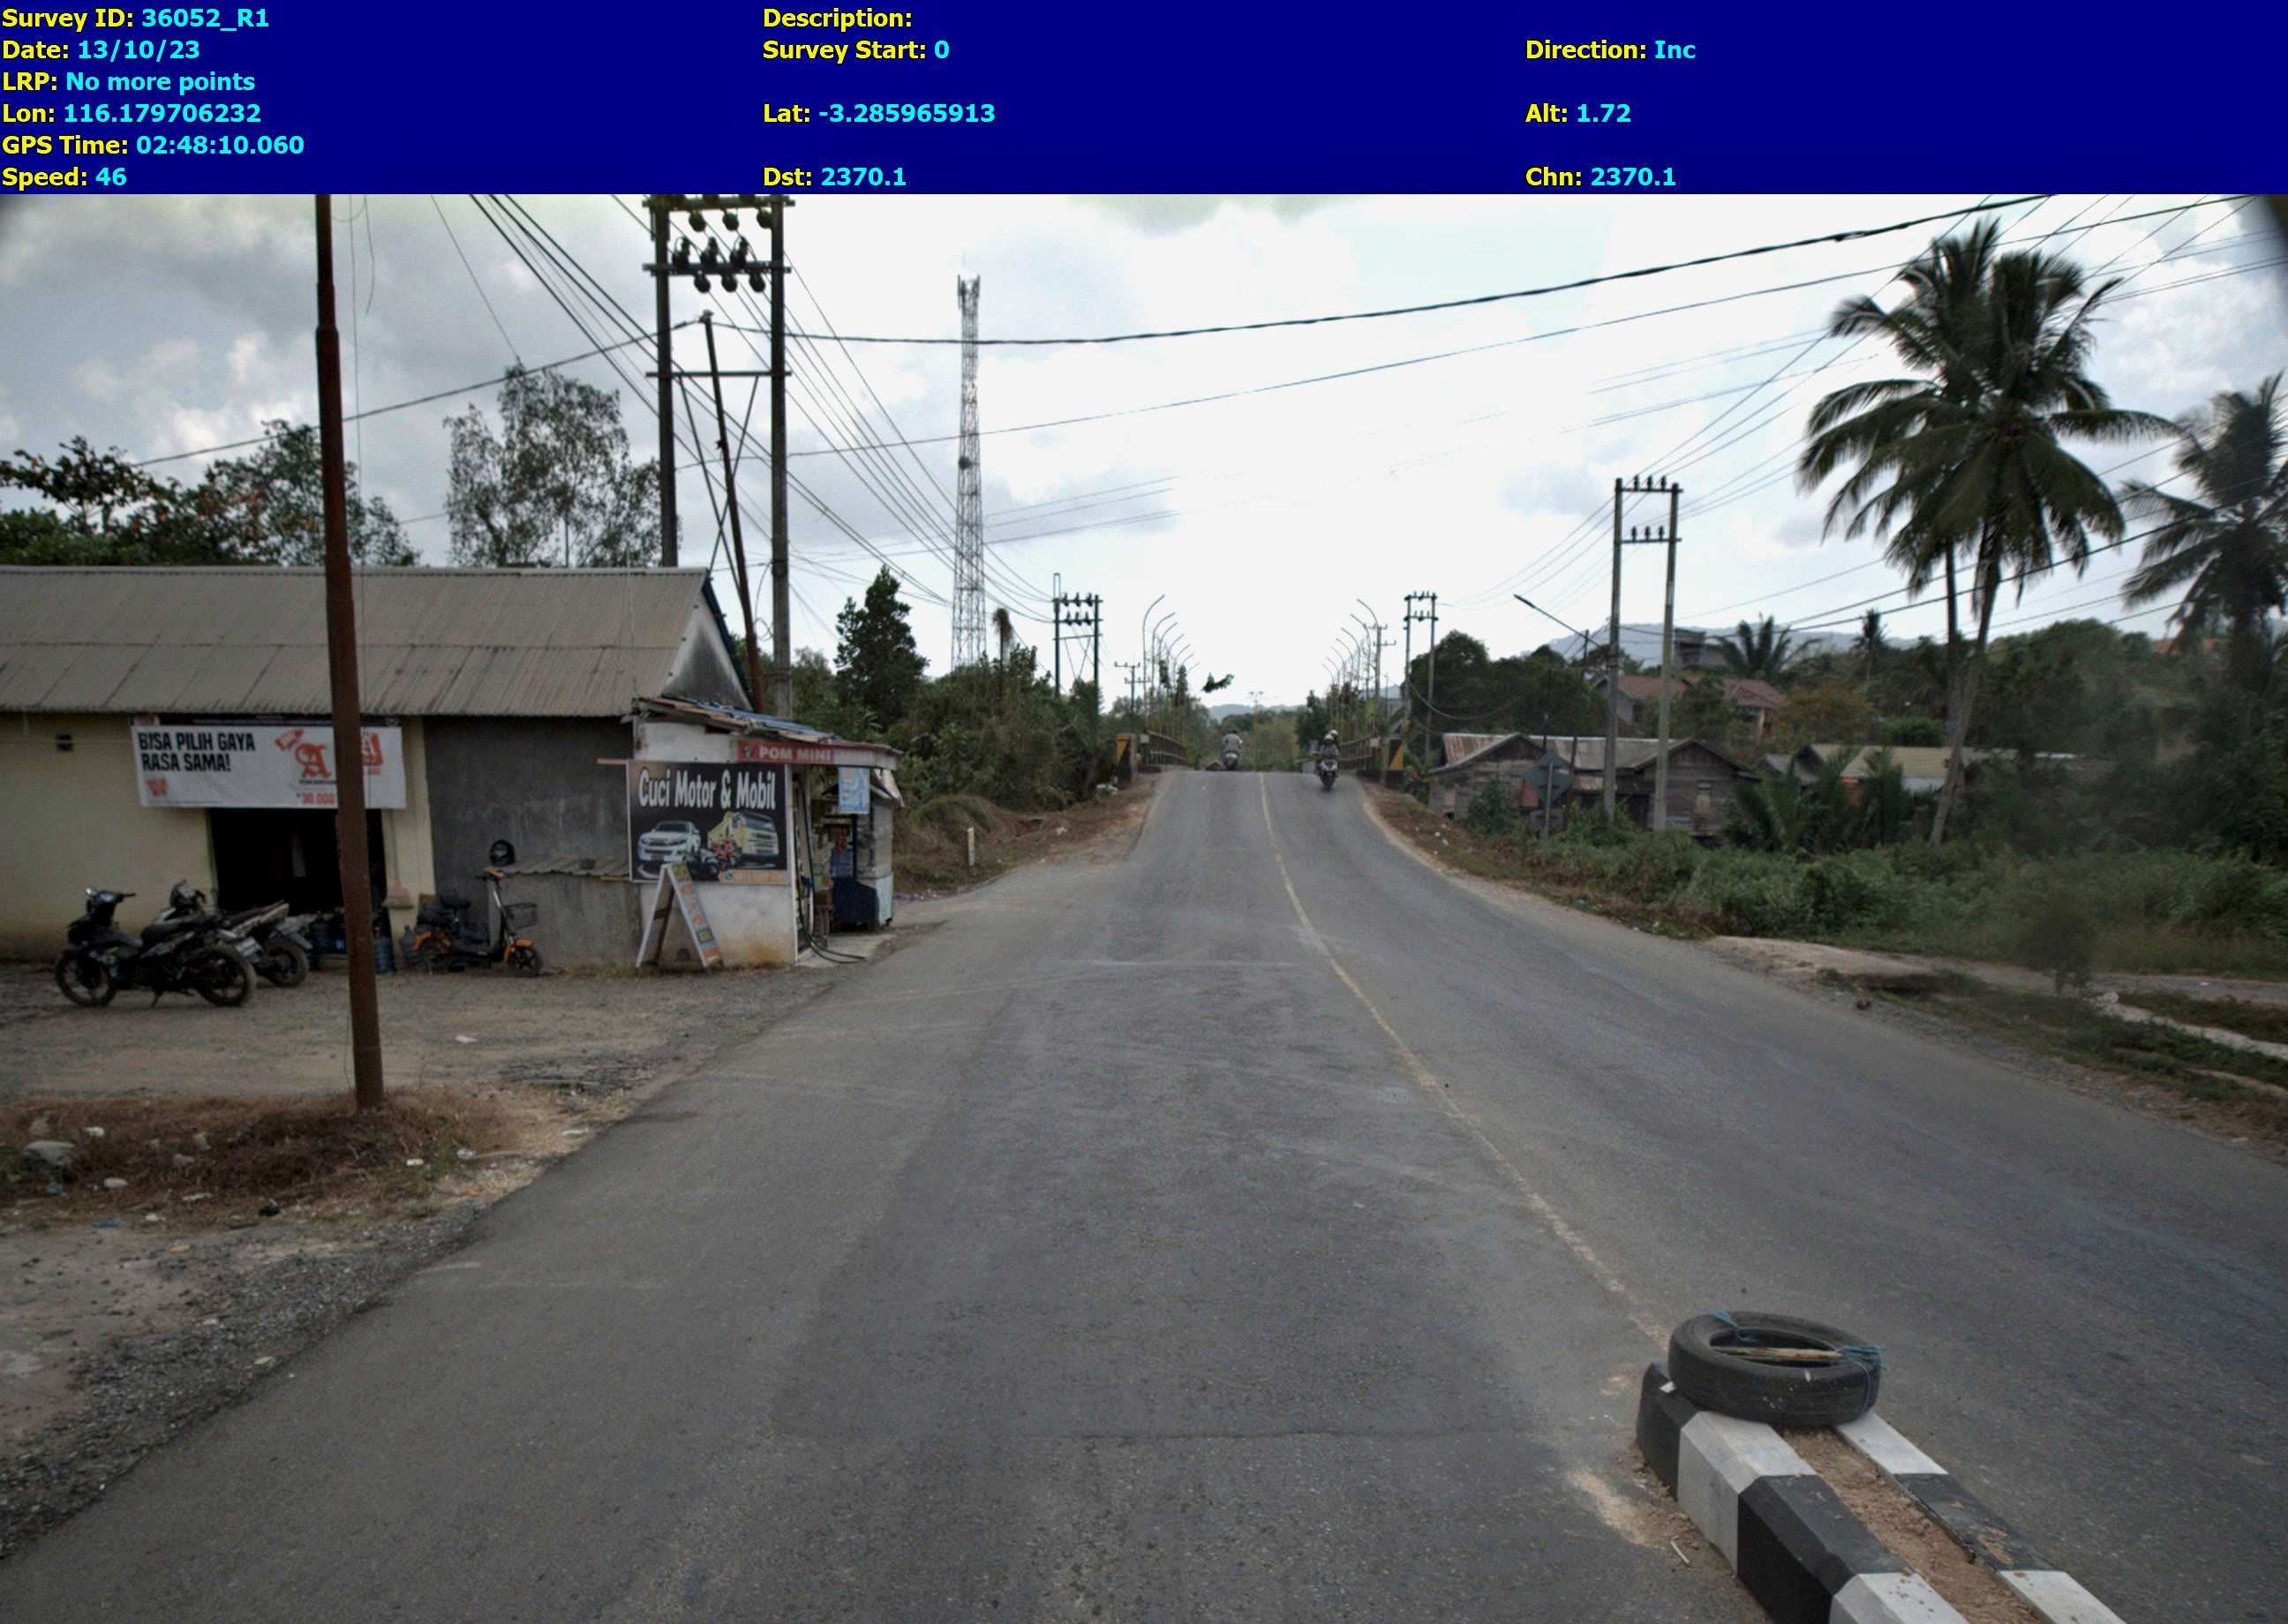 Survey ID: 36052_R1
Description:
Date: 13/10/23
Survey Start: 0
Direction: Inc
LRP: No more points
Lon: 116.179706232
Lat: -3.285965913
Alt: 1.72
GPS Time: 02:48:10.060
Speed: 46
Dst: 2370.1
Chn: 2370.1
BISA PILIH GAYA
RASA SAMA!
A
POM MINI
Cuci Motor & Mobil